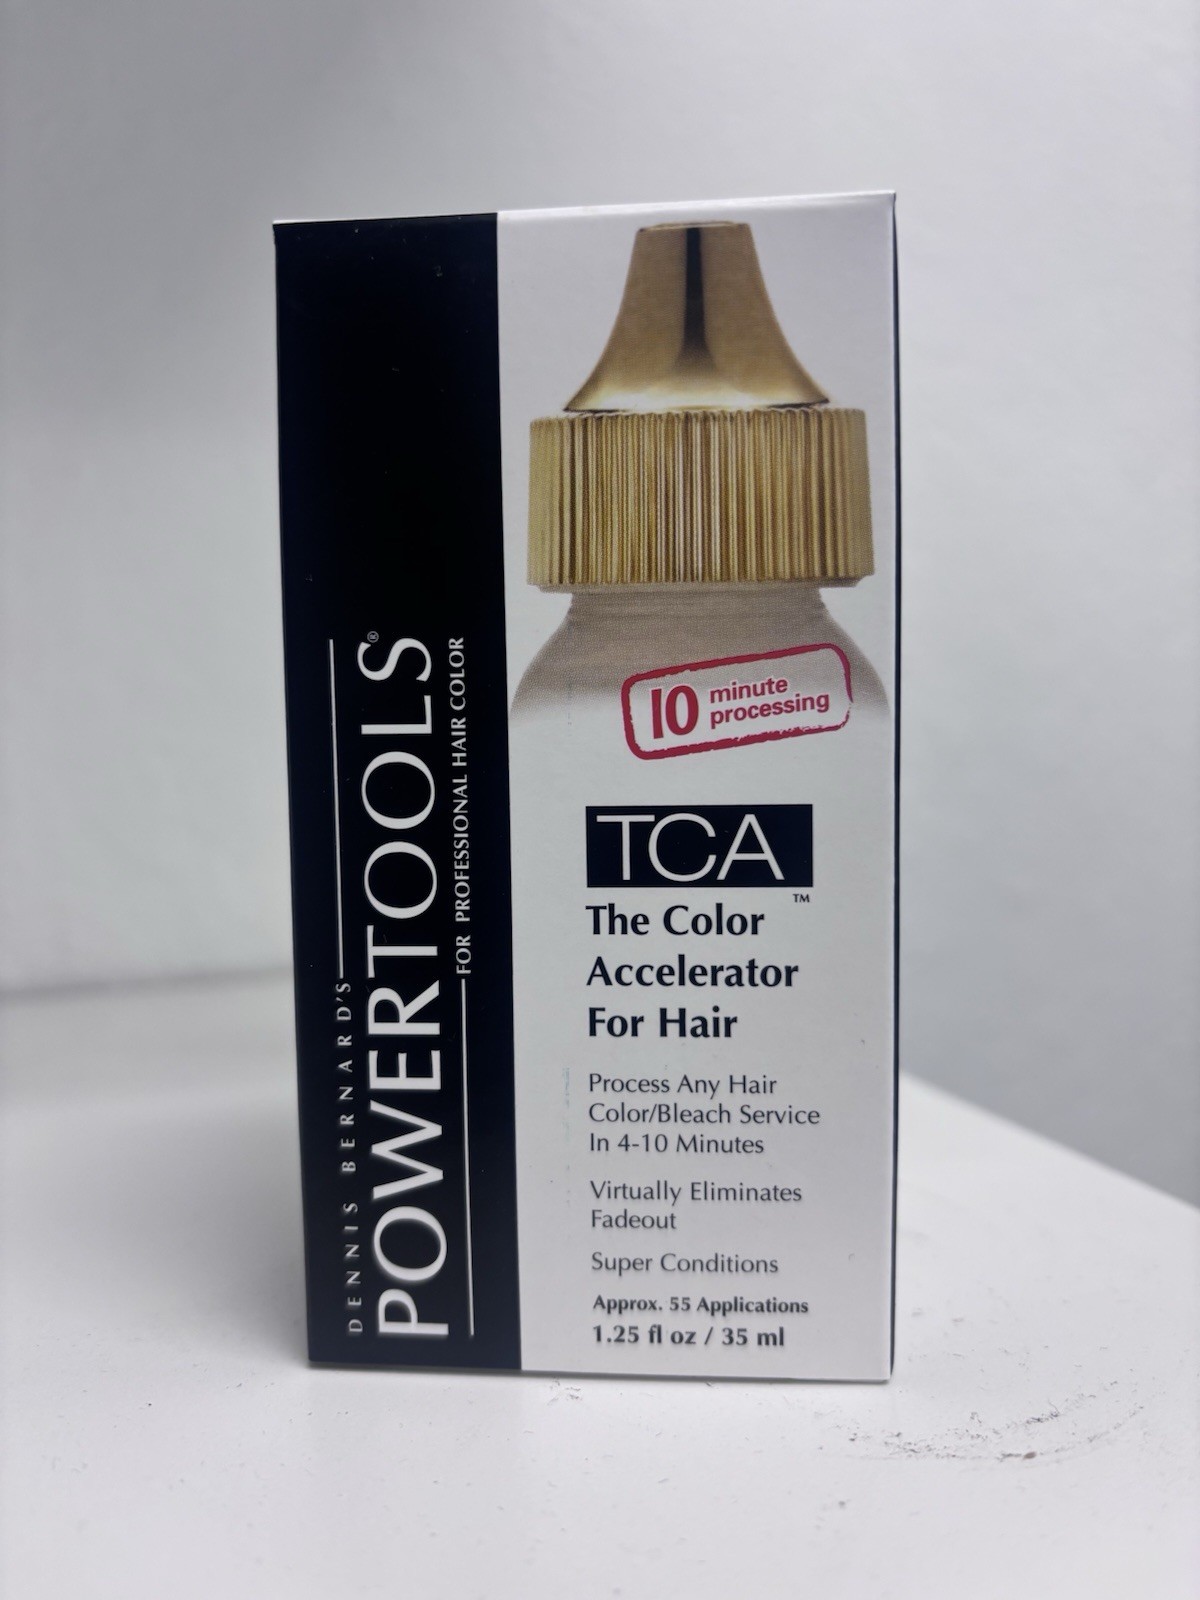 DENNIS BERNARD'S
POWERTOOLS®
FOR PROFESSIONAL HAIR COLOR
10 minute
processing
TCA™
The Color
Accelerator
For Hair
Process Any Hair
Color/Bleach Service
In 4-10 Minutes
Virtually Eliminates
Fadeout
Super Conditions
Approx. 55 Applications
1.25 fl oz / 35 ml